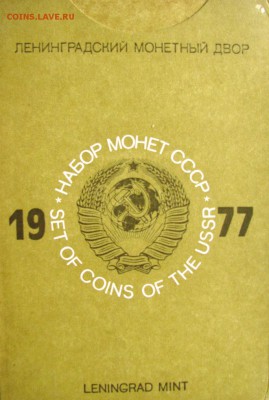 COINS.LAVE.RU
ЛЕНИНГРАДСКИЙ МОНЕТНЫЙ ДВОР
* НАБОР МОНЕТ СССР *
19 77
SET OF COINS OF THE USSR
LENINGRAD MINT